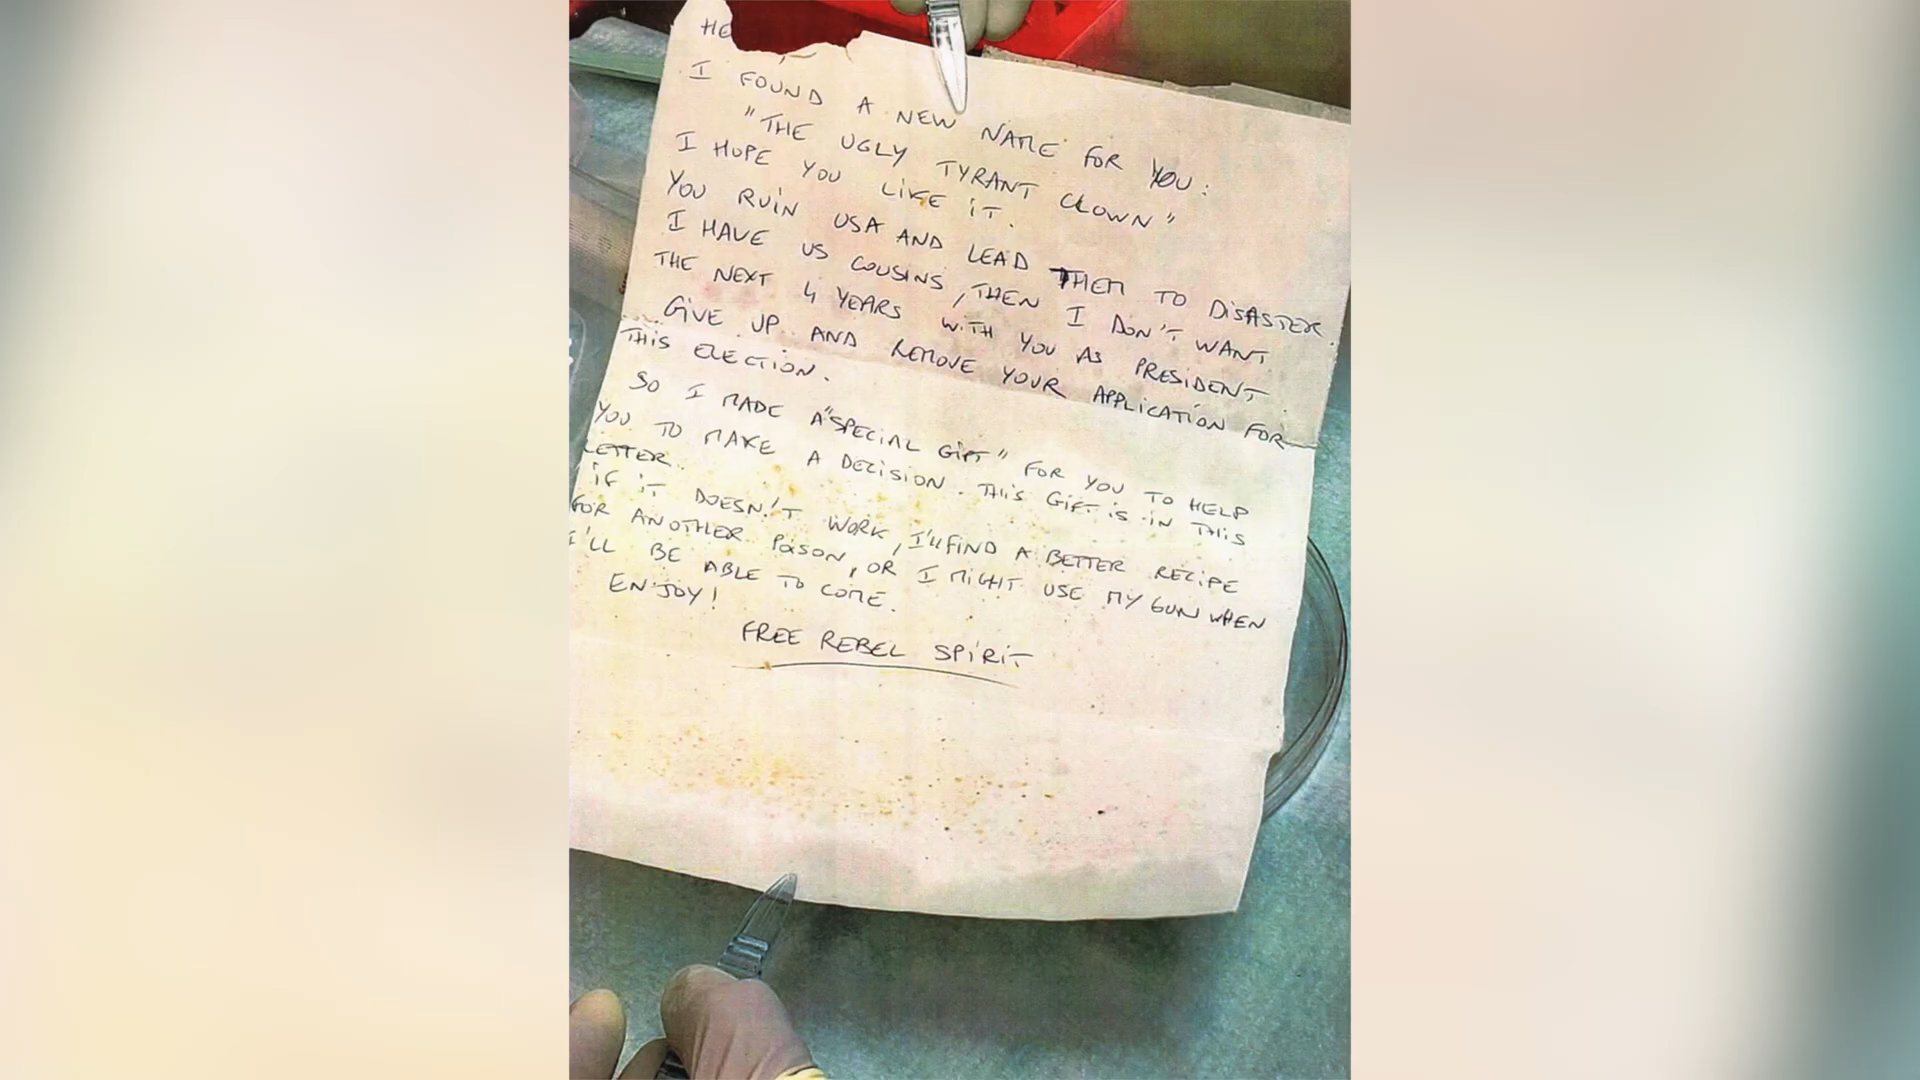 HE
I FOUND A NEW NAME FOR YOU:
"THE UGLY TYRANT CLOWN"
I HOPE YOU LIKE IT.
YOU RUIN USA AND LEAD THEM TO DISASTER.
I HAVE US COUSINS, THEN I DON'T WANT
THE NEXT 4 YEARS WITH YOU AS PRESIDENT.
GIVE UP AND REMOVE YOUR APPLICATION FOR
THIS ELECTION.
SO I MADE A "SPECIAL GIFT" FOR YOU TO HELP
YOU TO MAKE A DECISION. THIS GIFT IS IN THIS
LETTER.
IF IT DOESN'T WORK, I'll FIND A BETTER RECIPE
FOR ANOTHER POISON, OR I MIGHT USE MY GUN WHEN
I'LL BE ABLE TO COME.
ENJOY!
FREE REBEL SPIRIT